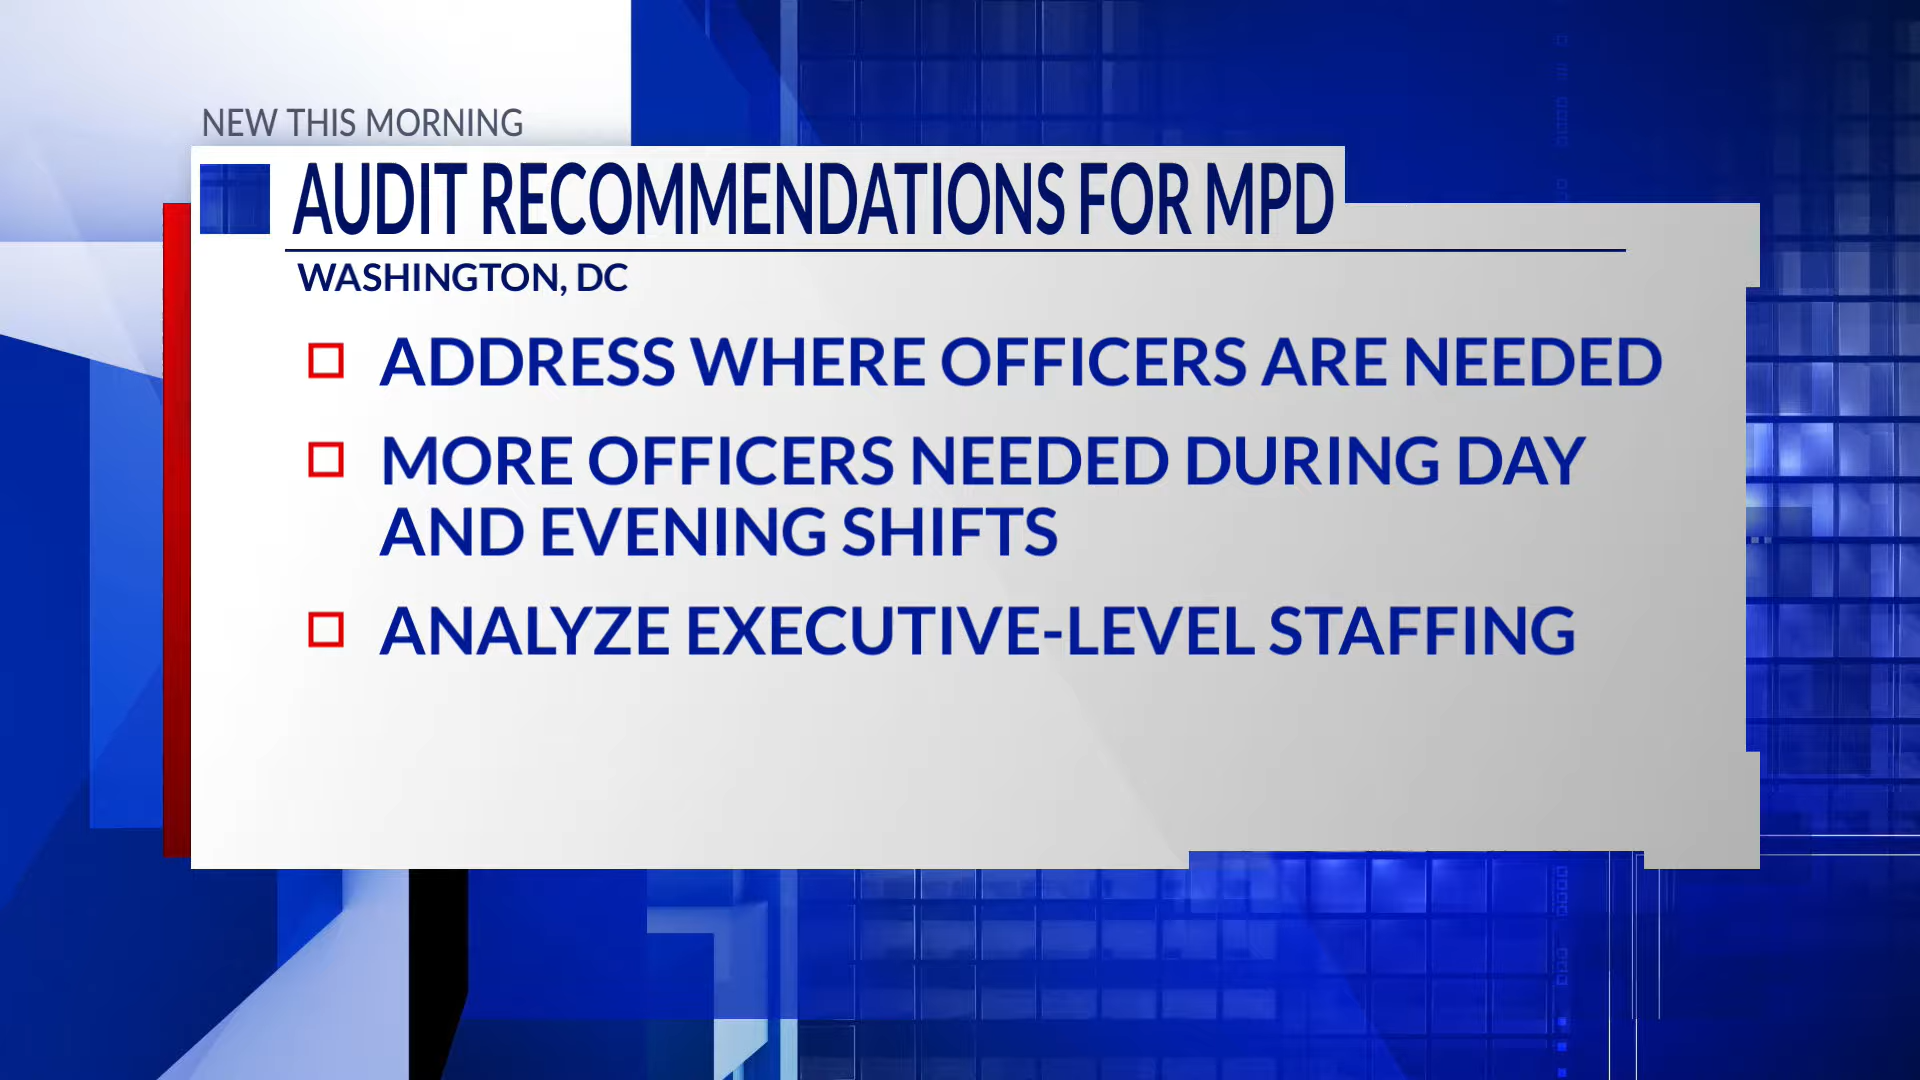 NEW THIS MORNING
AUDIT RECOMMENDATIONS FOR MPD
WASHINGTON, DC
ADDRESS WHERE OFFICERS ARE NEEDED
MORE OFFICERS NEEDED DURING DAY
AND EVENING SHIFTS
ANALYZE EXECUTIVE-LEVEL STAFFING